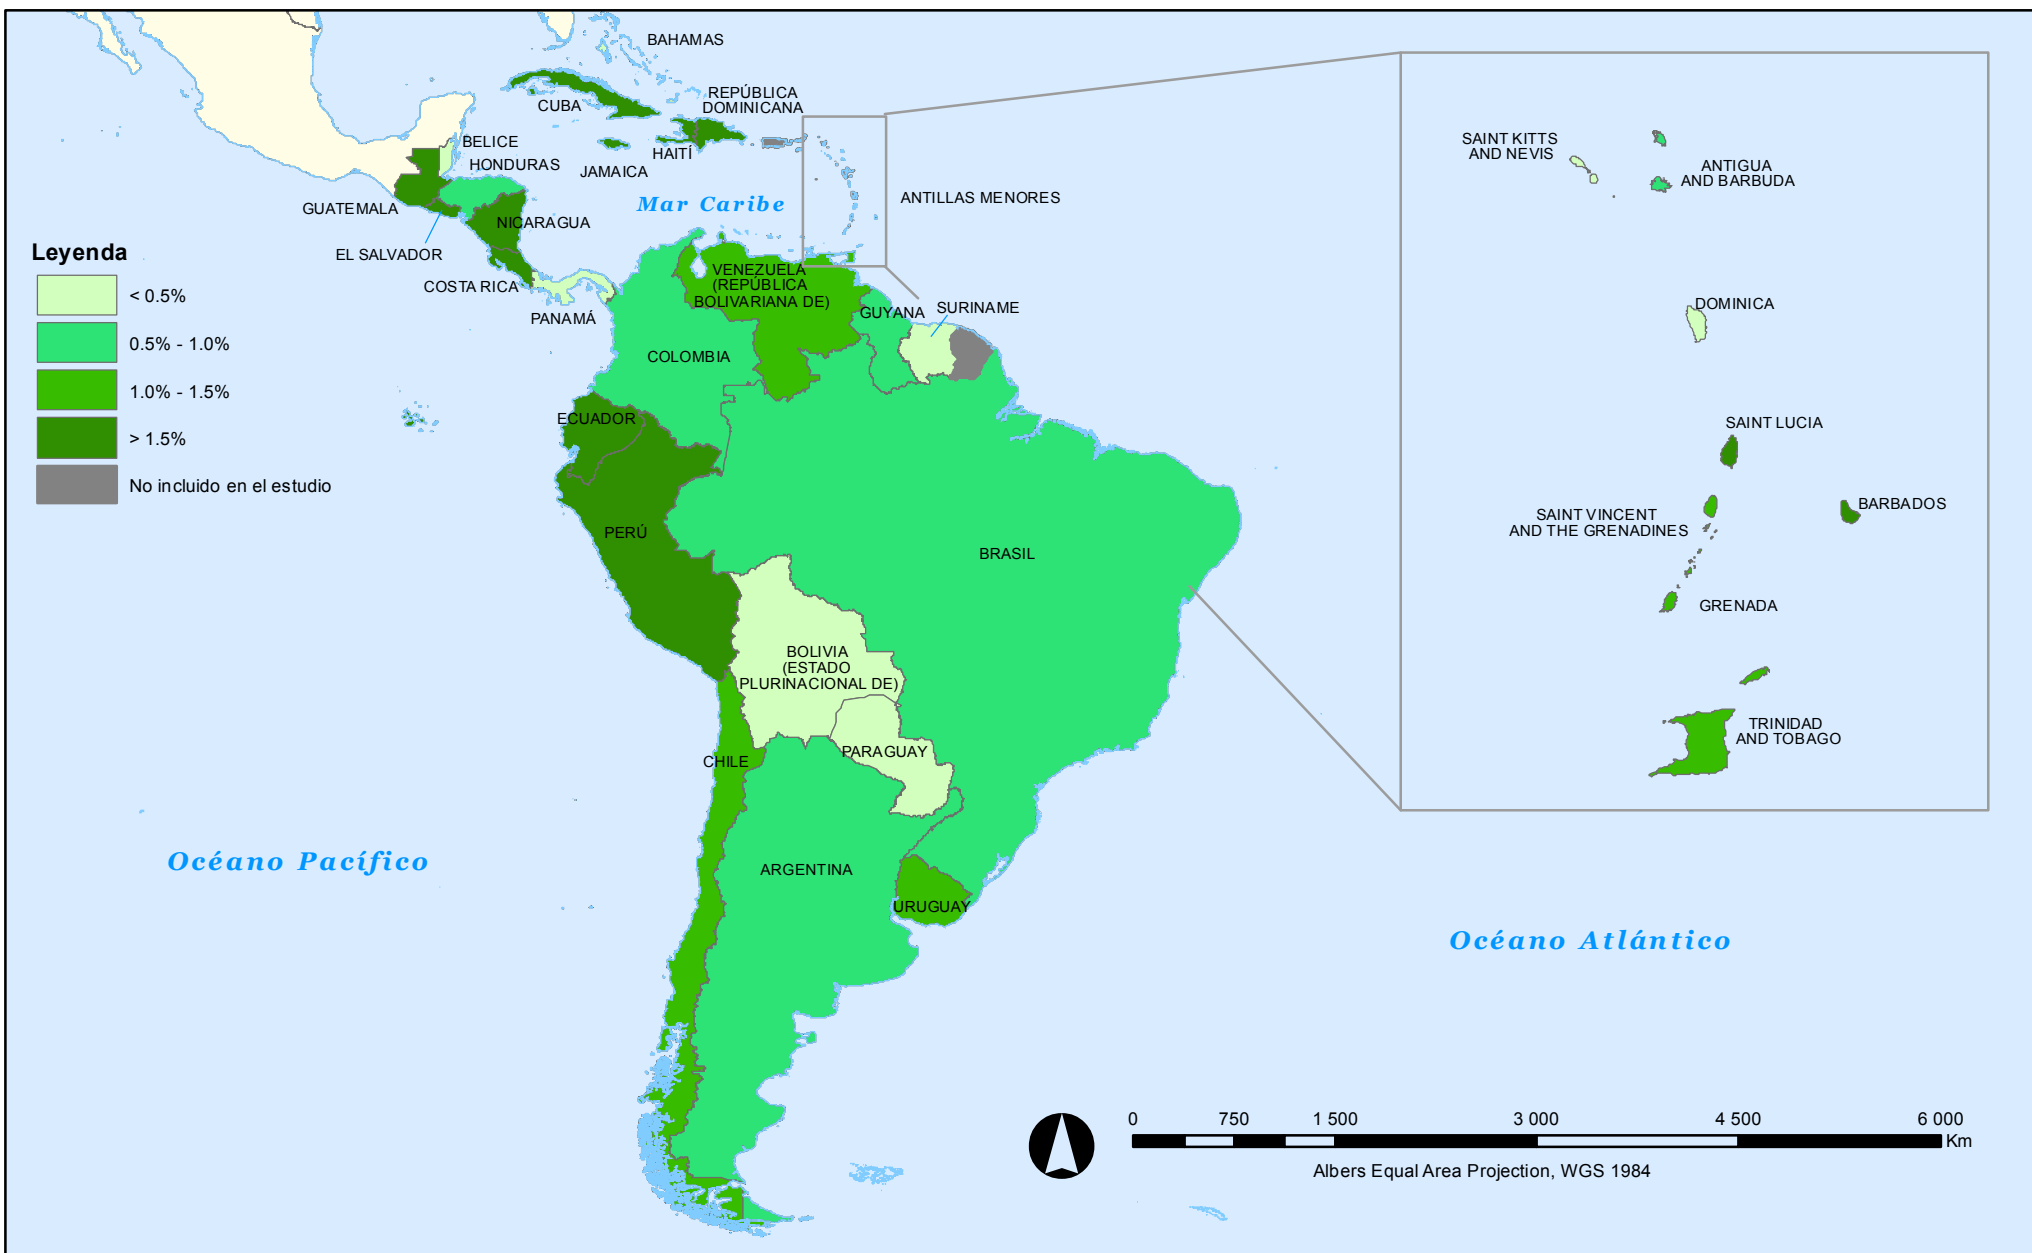 BAHAMAS
CUBA
REPÚBLICA
DOMINICANA
BELICE
HONDURAS
HAITÍ
JAMAICA
GUATEMALA
Mar Caribe
ANTILLAS MENORES
NICARAGUA
EL SALVADOR
COSTA RICA
PANAMÁ
Leyenda
< 0.5%
0.5% - 1.0%
1.0% - 1.5%
> 1.5%
No incluido en el estudio
VENEZUELA
(REPÚBLICA
BOLIVARIANA DE)
GUYANA
SURINAME
COLOMBIA
ECUADOR
PERÚ
BRASIL
BOLIVIA
(ESTADO
PLURINACIONAL DE)
PARAGUAY
CHILE
ARGENTINA
URUGUAY
Océano Pacífico
Océano Atlántico
SAINT KITTS
AND NEVIS
ANTIGUA
AND BARBUDA
DOMINICA
SAINT LUCIA
SAINT VINCENT
AND THE GRENADINES
BARBADOS
GRENADA
TRINIDAD
AND TOBAGO
0 750 1 500 3 000 4 500 6 000
Km
Albers Equal Area Projection, WGS 1984